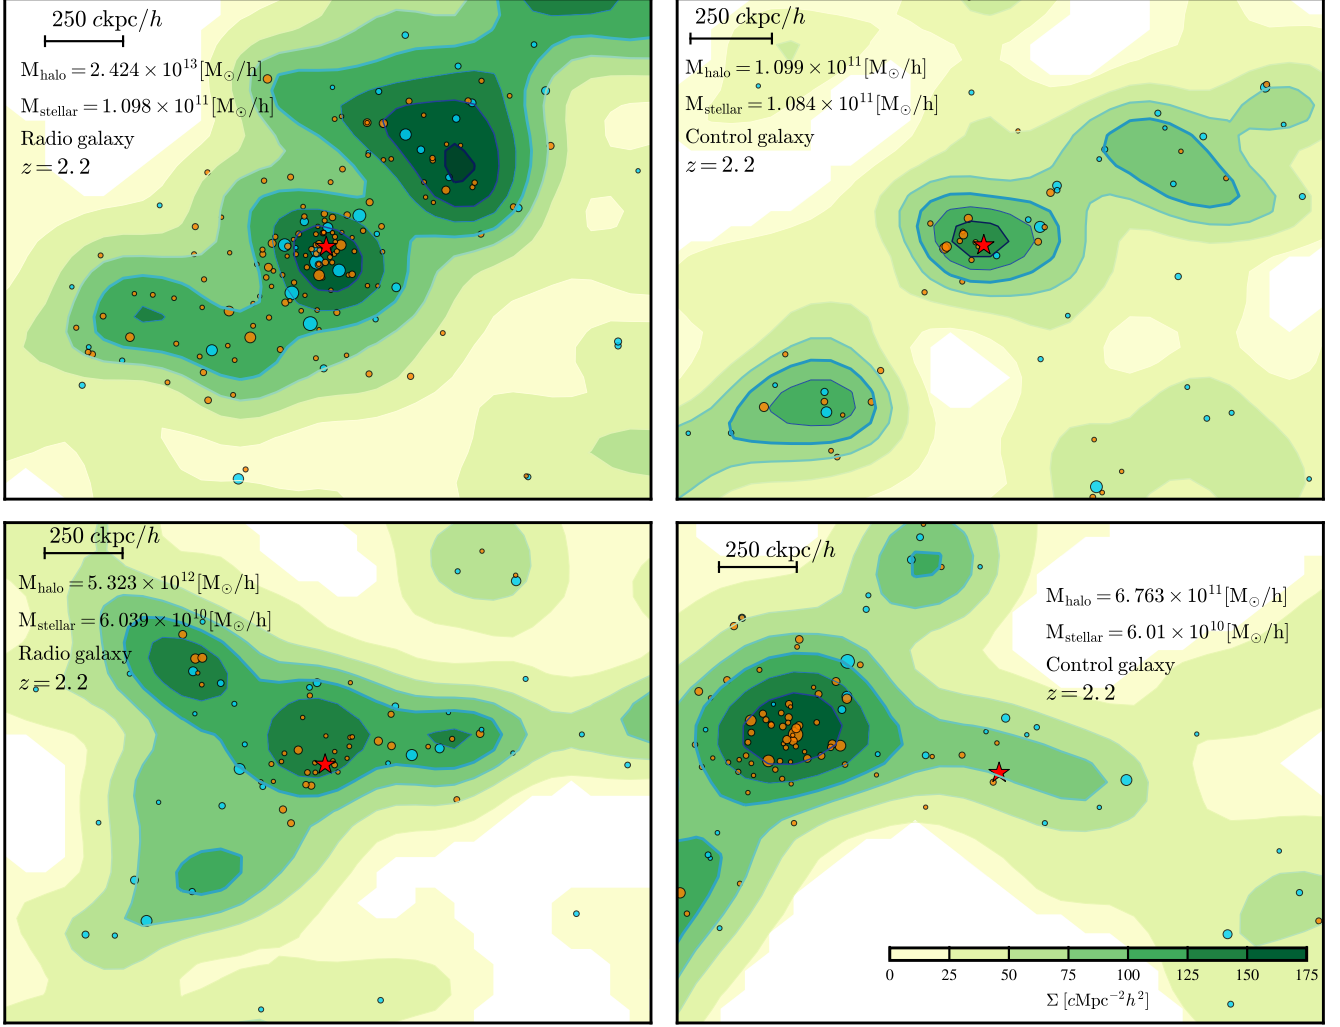 250 ckpc/h
M_halo = 2.424 × 10^13 [M_⊙/h]
M_stellar = 1.098 × 10^11 [M_⊙/h]
Radio galaxy
z = 2.2
250 ckpc/h
M_halo = 1.099 × 10^11 [M_⊙/h]
M_stellar = 1.084 × 10^11 [M_⊙/h]
Control galaxy
z = 2.2
250 ckpc/h
M_halo = 5.323 × 10^12 [M_⊙/h]
M_stellar = 6.039 × 10^10 [M_⊙/h]
Radio galaxy
z = 2.2
250 ckpc/h
M_halo = 6.763 × 10^11 [M_⊙/h]
M_stellar = 6.01 × 10^10 [M_⊙/h]
Control galaxy
z = 2.2
0 25 50 75 100 125 150 175
Σ [cMpc^−2 h^2]